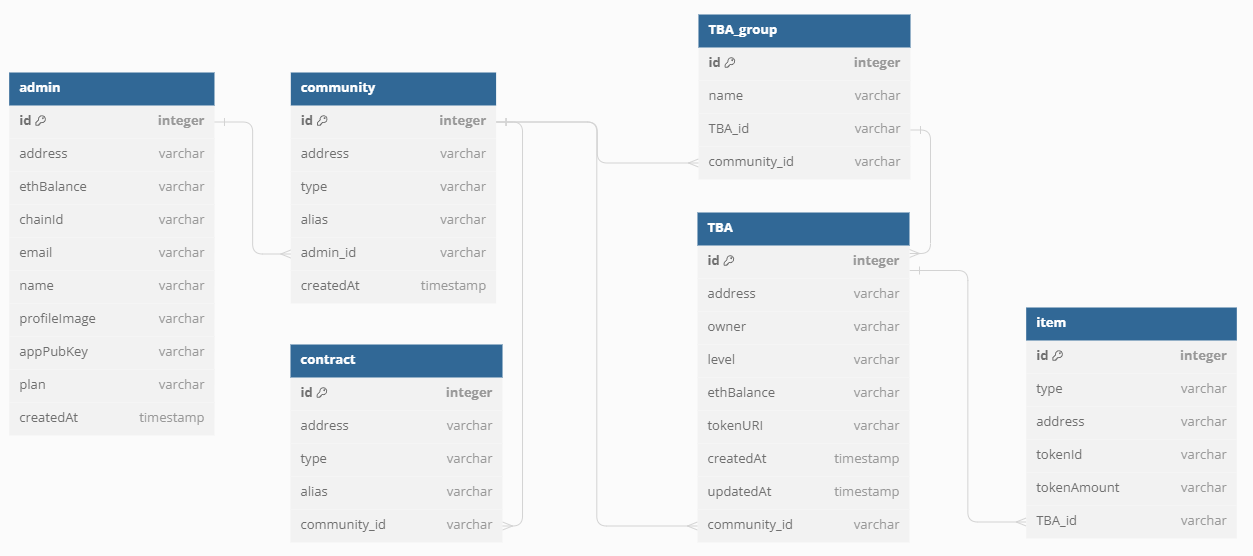 admin
id integer
address varchar
ethBalance varchar
chainId varchar
email varchar
name varchar
profileImage varchar
appPubKey varchar
plan varchar
createdAt timestamp
community
id integer
address varchar
type varchar
alias varchar
admin_id varchar
createdAt timestamp
contract
id integer
address varchar
type varchar
alias varchar
community_id varchar
TBA_group
id integer
name varchar
TBA_id varchar
community_id varchar
TBA
id integer
address varchar
owner varchar
level varchar
ethBalance varchar
tokenURI varchar
createdAt timestamp
updatedAt timestamp
community_id varchar
item
id integer
type varchar
address varchar
tokenId varchar
tokenAmount varchar
TBA_id varchar